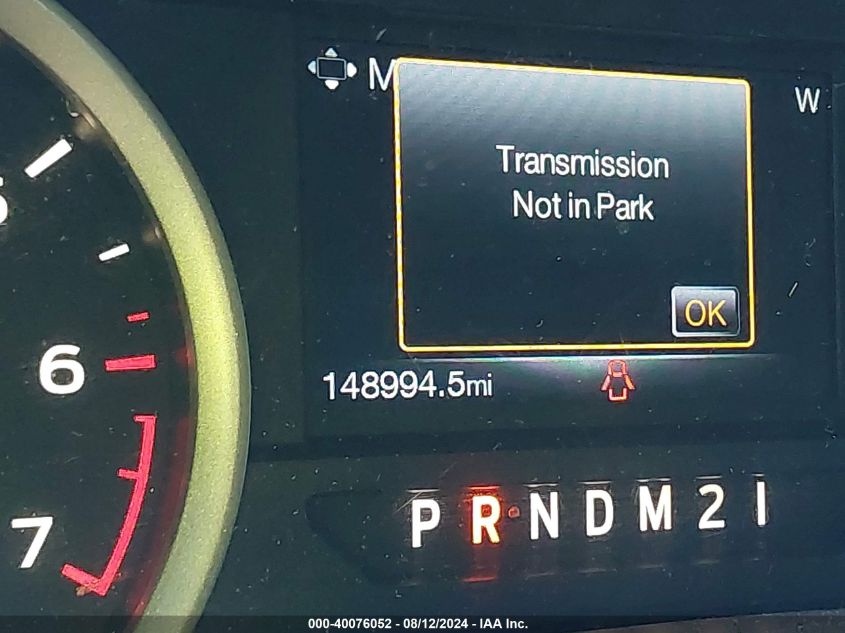 M
W
Transmission
Not in Park
OK
6
148994.5mi
7
P R N D M 2 1
000-40076052 - 08/12/2024 - IAA Inc.